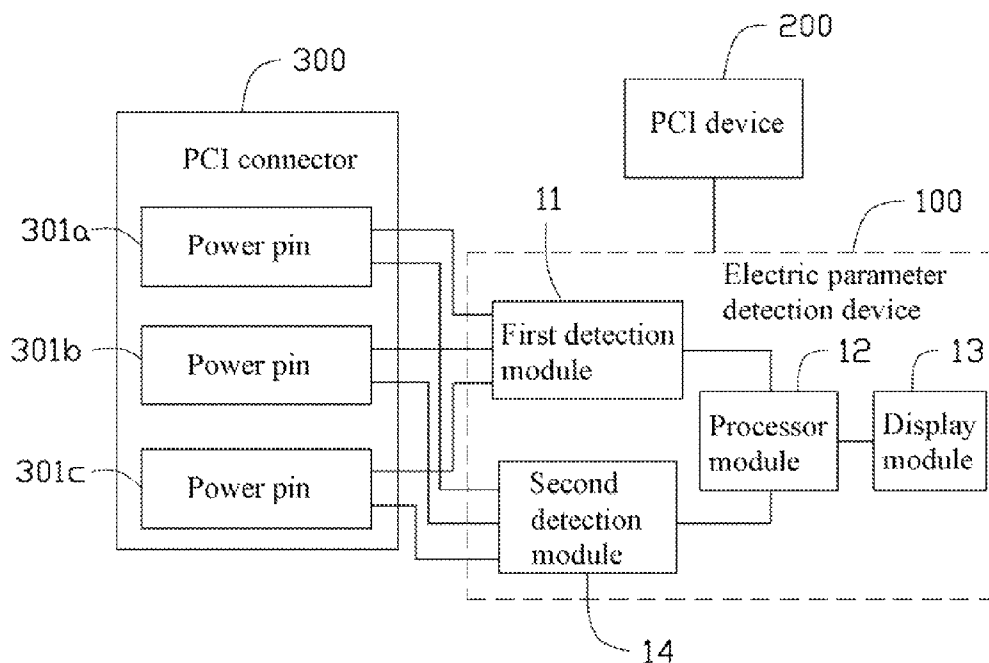 300
200
PCI device
PCI connector
11
100
301a
Power pin
Electric parameter
detection device
First detection
module
301b
Power pin
12
13
Processor
module
Display
module
301c
Power pin
Second
detection
module
14